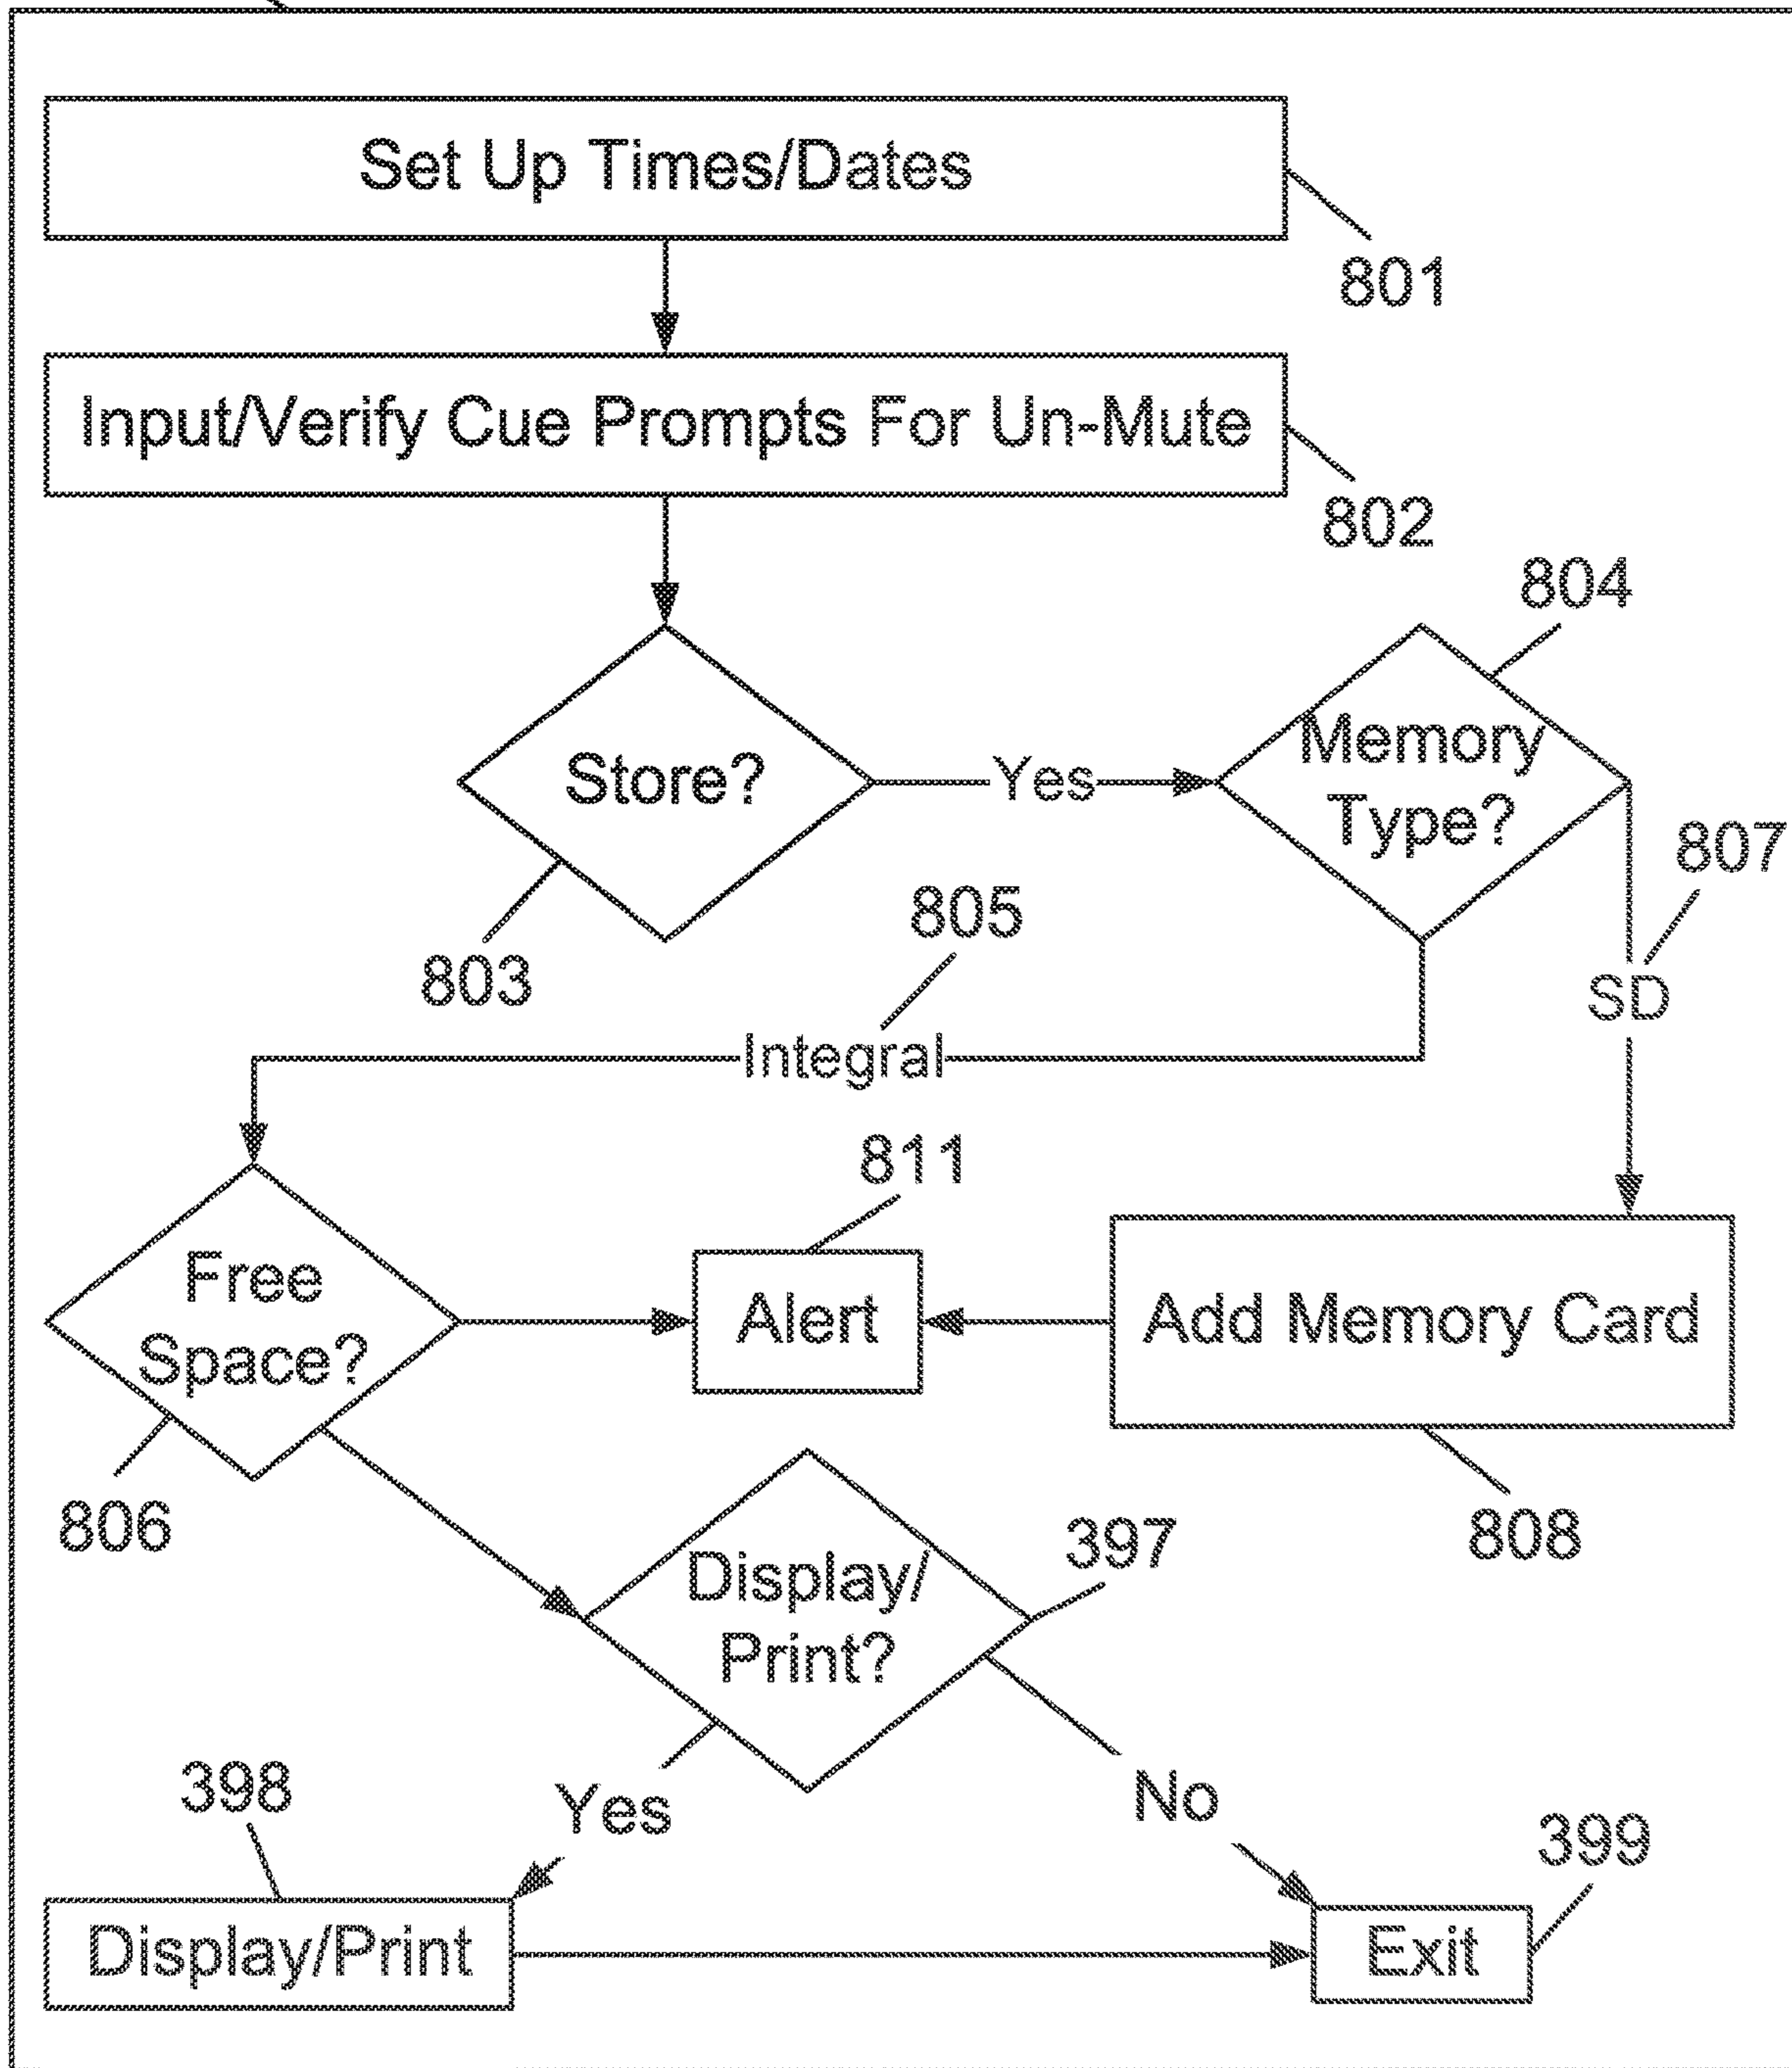 Set Up Times/Dates
801
Input/Verify Cue Prompts For Un-Mute
802
804
Store?
Yes
Memory
Type?
807
805
803
SD
Integral
811
Free
Space?
Alert
Add Memory Card
806
808
397
Display/
Print?
398
Yes
No
399
Display/Print
Exit